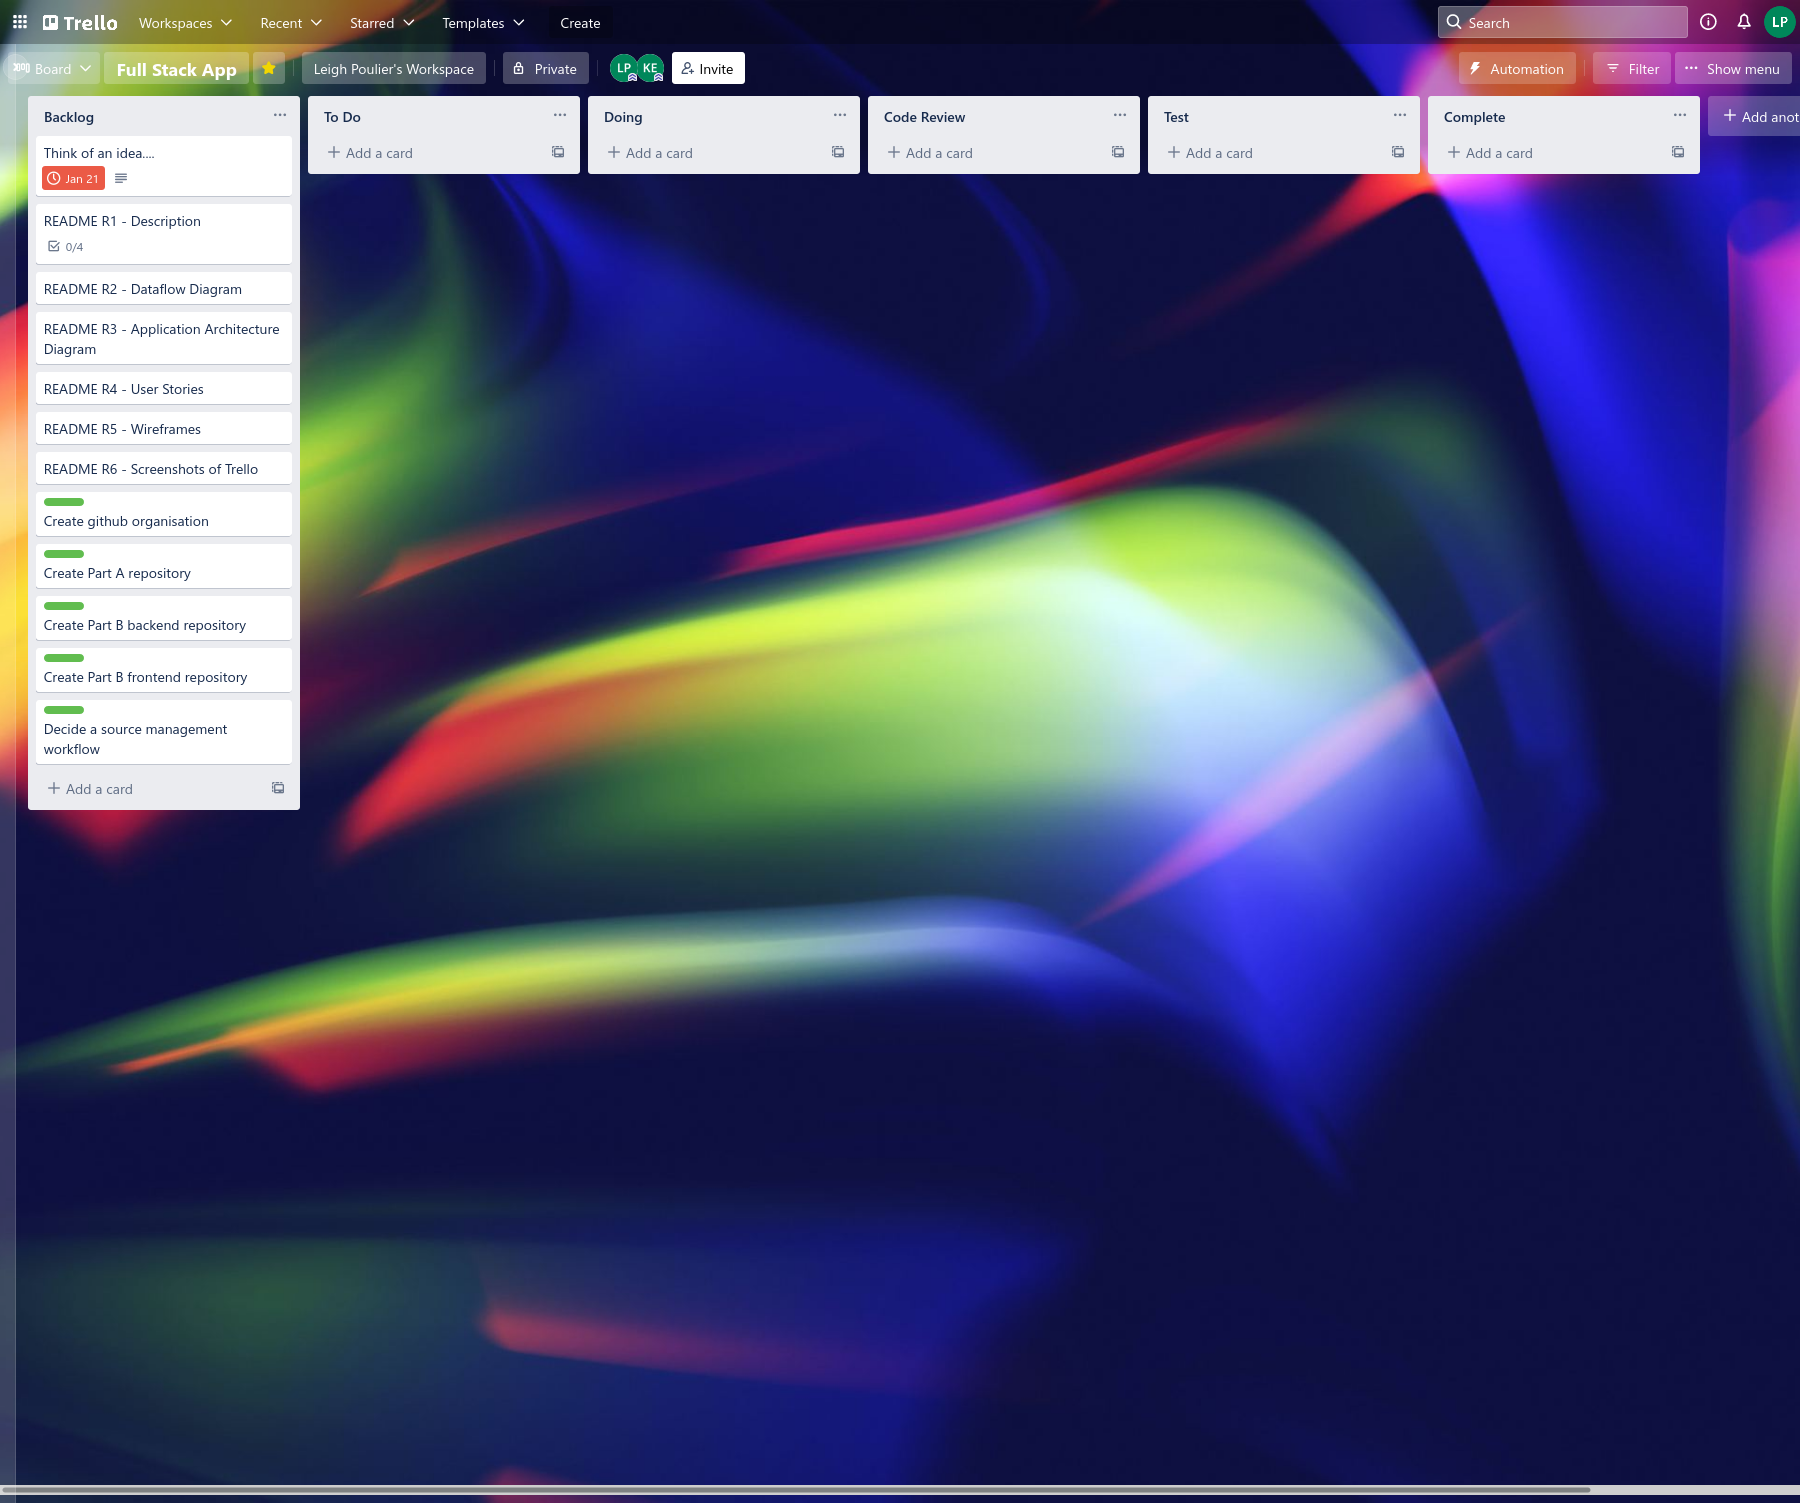 Trello Workspaces Recent Starred Templates Create Search LP
Board Full Stack App Leigh Poulier's Workspace Private LP KE Invite Automation Filter Show menu
Backlog
Think of an idea....
Jan 21
README R1 - Description
0/4
README R2 - Dataflow Diagram
README R3 - Application Architecture
Diagram
README R4 - User Stories
README R5 - Wireframes
README R6 - Screenshots of Trello
Create github organisation
Create Part A repository
Create Part B backend repository
Create Part B frontend repository
Decide a source management
workflow
+ Add a card
To Do
+ Add a card
Doing
+ Add a card
Code Review
+ Add a card
Test
+ Add a card
Complete
+ Add a card
+ Add anot